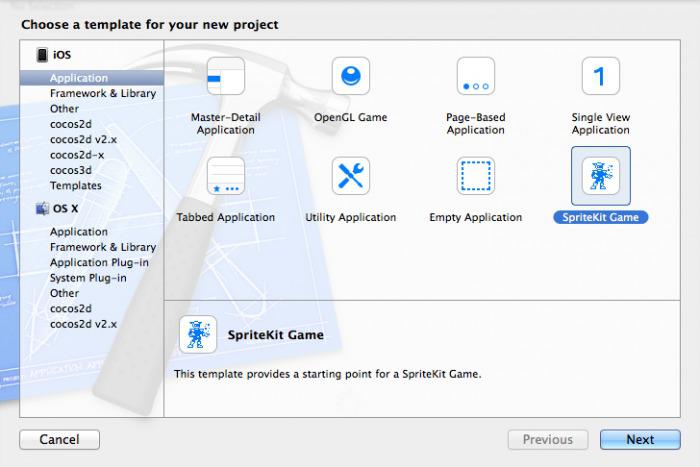 Choose a template for your new project
iOS
Application
Framework & Library
Other
cocos2d
cocos2d v2.x
cocos2d-x
cocos3d
Templates
OS X
Application
Framework & Library
Application Plug-in
System Plug-in
Other
cocos2d
cocos2d v2.x
Master-Detail
Application
OpenGL Game
Page-Based
Application
1
Single View
Application
Tabbed Application
Utility Application
Empty Application
SpriteKit Game
SpriteKit Game
This template provides a starting point for a SpriteKit Game.
Cancel
Previous
Next